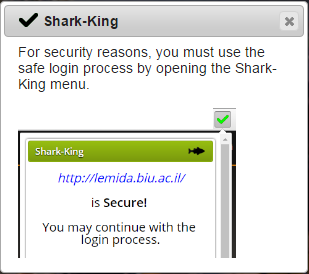 Shark-King
For security reasons, you must use the
safe login process by opening the Shark-
King menu.
Shark-King
http://lemida.biu.ac.il/
is Secure!
You may continue with the
login process.